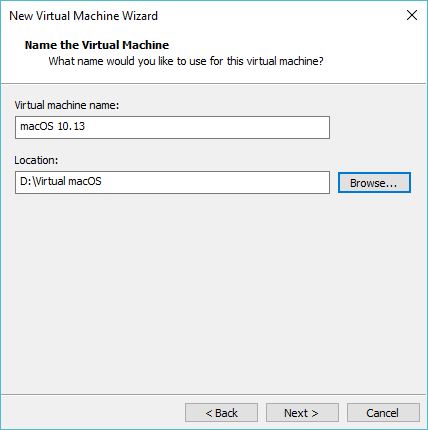 New Virtual Machine Wizard
Name the Virtual Machine
What name would you like to use for this virtual machine?
Virtual machine name:
macOS 10.13
Location:
D:\Virtual macOS
Browse...
< Back
Next >
Cancel